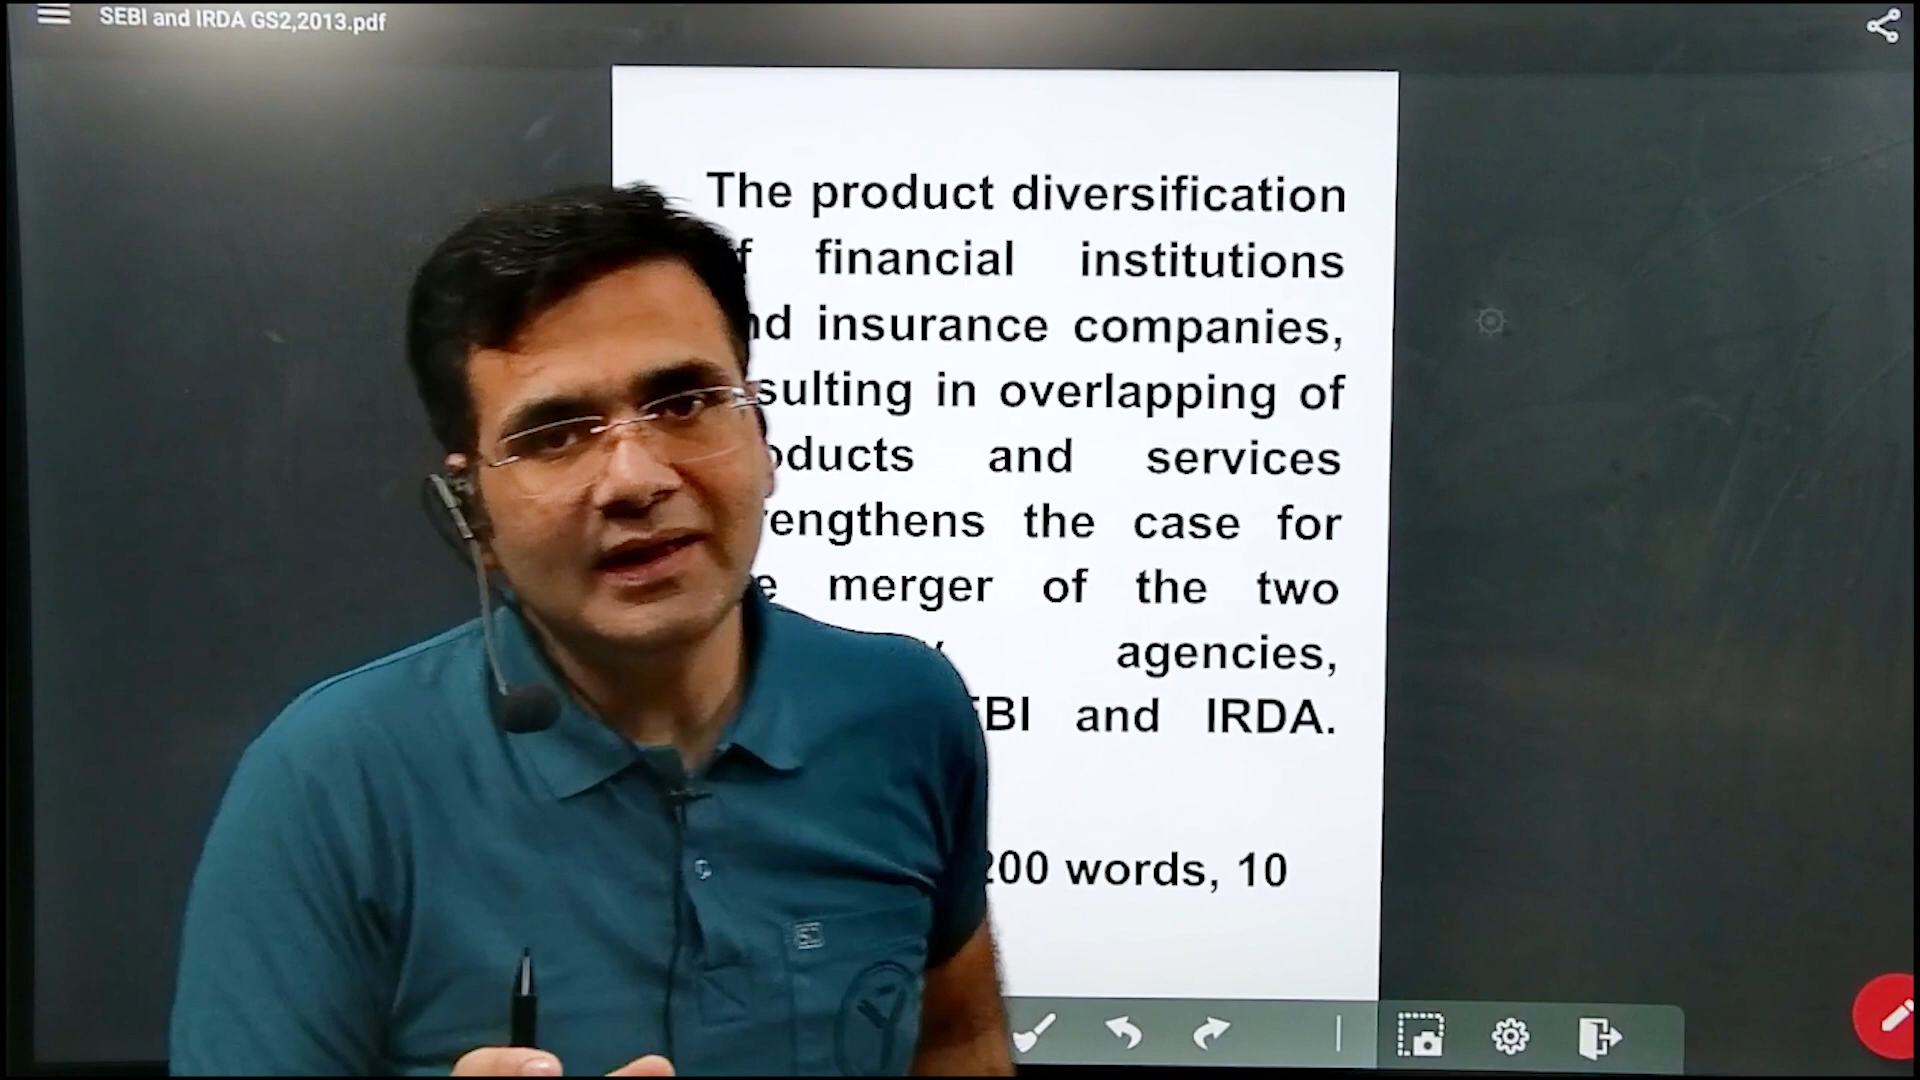 SEBI and IRDA GS2,2013.pdf
The product diversification
financial institutions
insurance companies,
in overlapping of
and services
the case for
merger of the two
agencies,
and IRDA.
words, 10